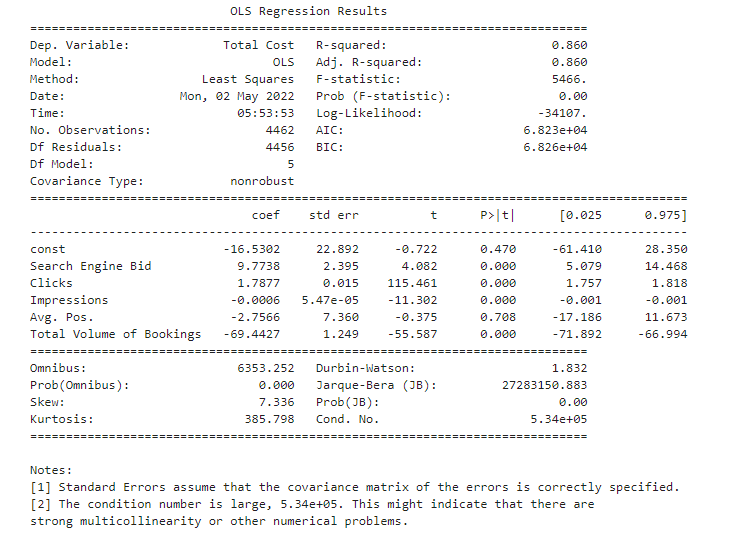 OLS Regression Results
==============================================================================
Dep. Variable: Total Cost R-squared: 0.860
Model: OLS Adj. R-squared: 0.860
Method: Least Squares F-statistic: 5466.
Date: Mon, 02 May 2022 Prob (F-statistic): 0.00
Time: 05:53:53 Log-Likelihood: -34107.
No. Observations: 4462 AIC: 6.823e+04
Df Residuals: 4456 BIC: 6.826e+04
Df Model: 5
Covariance Type: nonrobust
============================================================================================
coef std err t P>|t| [0.025 0.975]
--------------------------------------------------------------------------------------------
const -16.5302 22.892 -0.722 0.470 -61.410 28.350
Search Engine Bid 9.7738 2.395 4.082 0.000 5.079 14.468
Clicks 1.7877 0.015 115.461 0.000 1.757 1.818
Impressions -0.0006 5.47e-05 -11.302 0.000 -0.001 -0.001
Avg. Pos. -2.7566 7.360 -0.375 0.708 -17.186 11.673
Total Volume of Bookings -69.4427 1.249 -55.587 0.000 -71.892 -66.994
==============================================================================
Omnibus: 6353.252 Durbin-Watson: 1.832
Prob(Omnibus): 0.000 Jarque-Bera (JB): 27283150.883
Skew: 7.336 Prob(JB): 0.00
Kurtosis: 385.798 Cond. No. 5.34e+05
==============================================================================
Notes:
[1] Standard Errors assume that the covariance matrix of the errors is correctly specified.
[2] The condition number is large, 5.34e+05. This might indicate that there are
strong multicollinearity or other numerical problems.